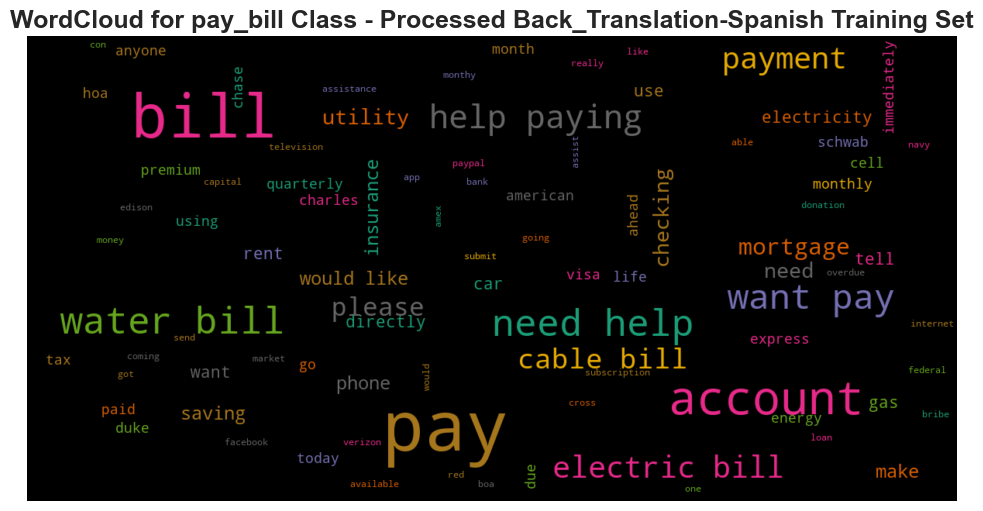 WordCloud for pay_bill Class - Processed Back_Translation-Spanish Training Set
con
anyone
month
like
really
payment
immediately
chase
monthy
hoa
assistance
use
bill
utility
help paying
electricity
television
able
schwab
navy
assist
premium
capital
quarterly
insurance
paypal
app
bank
cell
checking
monthly
charles
american
edison
using
amex
ahead
donation
money
rent
going
mortgage
submit
tell
would like
car
visa
life
need
overdue
please
want pay
water bill
directly
need help
send
internet
express
tax
coming
market
go
cable bill
got
want
phone
would
subscription
federal
paid
saving
cross
account
gas
bribe
duke
energy
pay
facebook
verizon
loan
today
electric bill
red
due
make
available
boa
one